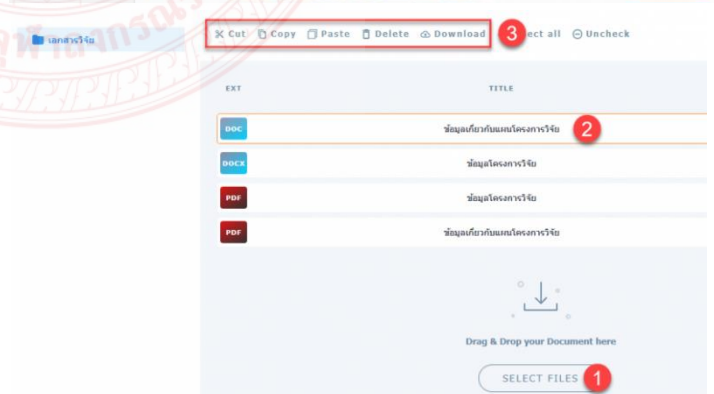 เอกสารวิจัย
Cut Copy Paste Delete Download 3 ect all Uncheck
EXT TITLE
DOC ข้อมูลเกี่ยวกับแผนโครงการวิจัย 2
DOCX ข้อมูลโครงการวิจัย
PDF ข้อมูลโครงการวิจัย
PDF ข้อมูลเกี่ยวกับแผนโครงการวิจัย
Drag & Drop your Document here
SELECT FILES 1